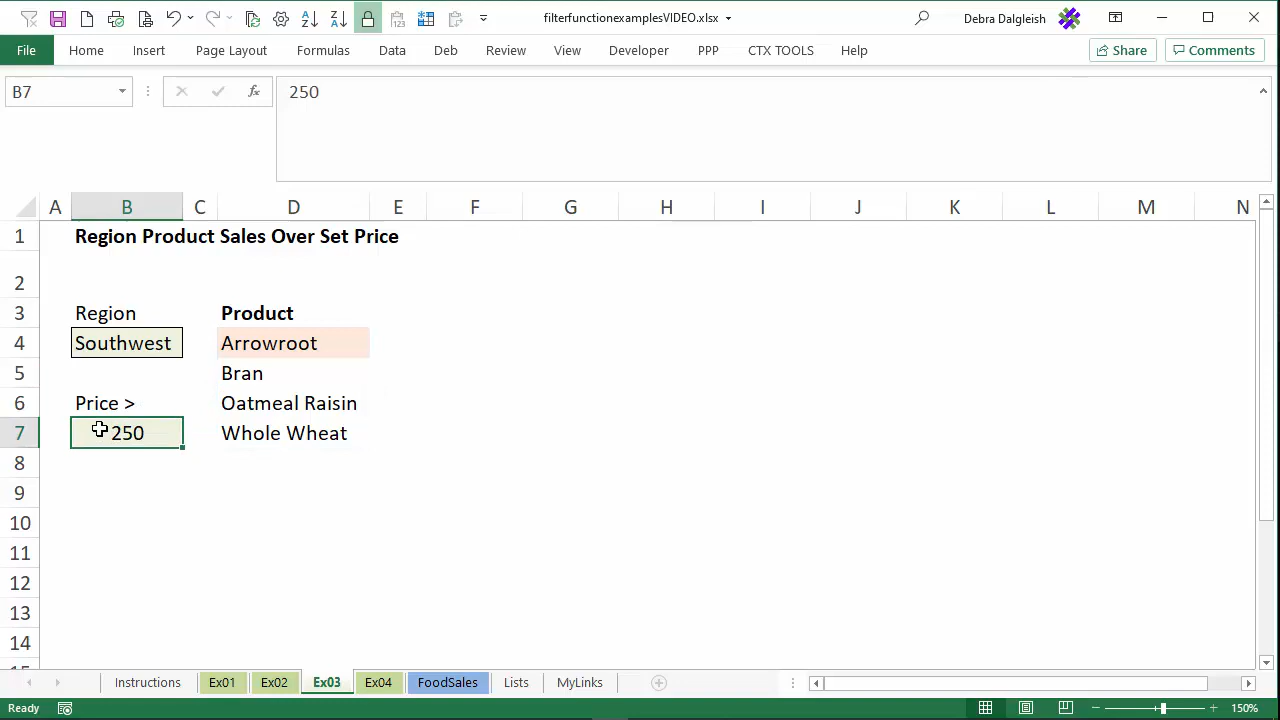 filterfunctionexamplesVIDEO.xlsx
Debra Dalgleish
File Home Insert Page Layout Formulas Data Deb Review View Developer PPP CTX TOOLS Help Share Comments
B7 fx 250
A B C D E F G H I J K L M N
1 Region Product Sales Over Set Price
2
3 Region Product
4 Southwest Arrowroot
5 Bran
6 Price > Oatmeal Raisin
7 250 Whole Wheat
8
9
10
11
12
13
14
Instructions Ex01 Ex02 Ex03 Ex04 FoodSales Lists MyLinks
Ready 150%